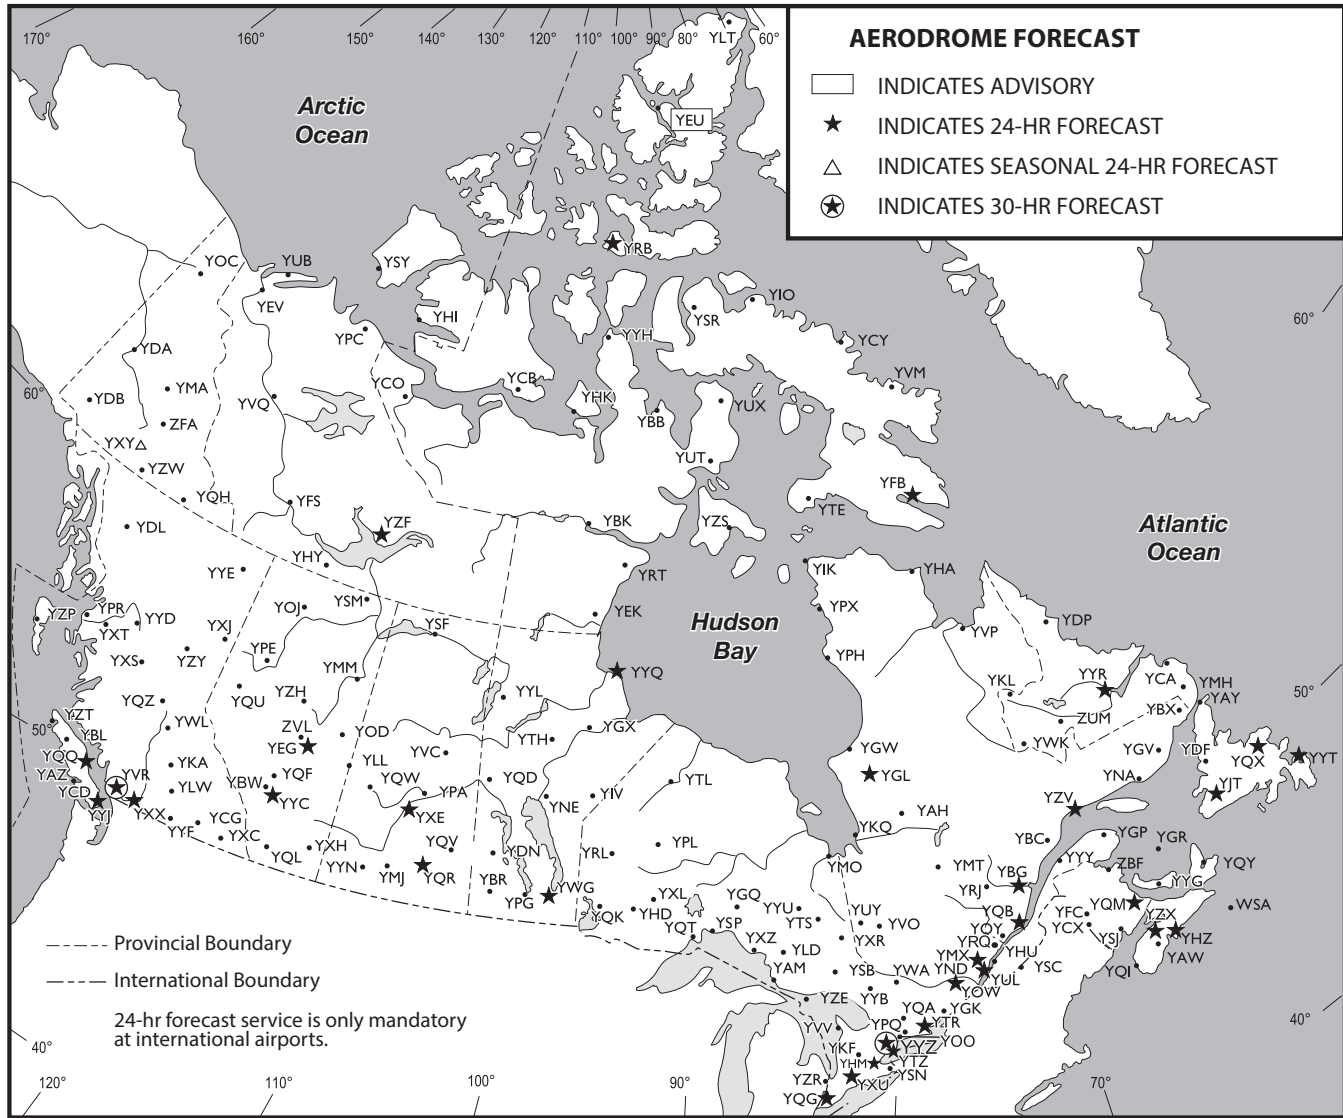 170°
160°
150°
140°
130°
120°
110°
100°
90°
80°
YLT
60°
AERODROME FORECAST
INDICATES ADVISORY
INDICATES 24-HR FORECAST
INDICATES SEASONAL 24-HR FORECAST
INDICATES 30-HR FORECAST
Arctic
Ocean
YEU
YRB
YOC
YUB
YSY
YEV
YHI
YIO
YSR
60°
YPC
YYH
YCY
YDA
YVM
60°
YMA
YCO
YCB
YDB
YVQ
YHK
YUX
ZFA
YBB
YXY
YZW
YUT
YFB
YQH
YFS
YTE
YDL
YZF
YBK
YZS
Atlantic
Ocean
YYE
YHY
YRT
YIK
YHA
YZP
YPR
YYD
YOJ
YSM
YEK
YPX
YXT
YXJ
YSF
Hudson
Bay
YVP
YDP
YXS
YZY
YPE
YMM
YYQ
YPH
YYR
YCA
YKL
YMH
50°
YQZ
YQU
YZH
YYL
YAY
YZT
YWL
ZVL
YOD
YGX
ZUM
YBX
50°
YBL
YEG
YTH
YGW
YWK
YGV
YDF
YQX
YYT
YQQ
YVR
YKA
YLL
YVC
YGL
YAZ
YLW
YBW
YQF
YQW
YQD
YTL
YNA
YJT
YCD
YYC
YPA
YNE
YIV
YYJ
YXX
YXE
YAH
YZV
YYF
YCG
YKQ
YXC
YQL
YXH
YQV
YDN
YRL
YPL
YBC
YGP
YGR
YYN
YMJ
YQR
YMO
YMT
YYY
ZBF
YQY
YBR
YWG
YBG
YYG
YPG
YXL
YGQ
YRJ
YQM
WSA
YQK
YHD
YYU
YUY
YQB
YFC
YZX
YSP
YTS
YVO
YQT
YXR
YOY
YCX
YSJ
YHZ
YXZ
YRQ
YLD
YMX
YHU
YAW
YAM
YSB
YWA
YND
YUL
YSC
YQI
YZE
YYB
YOW
YQA
YGK
YVV
YPQ
YTR
YOO
YYZ
YKF
YTZ
YHM
YSN
YZR
YXU
YQG
Provincial Boundary
International Boundary
24-hr forecast service is only mandatory
at international airports.
40°
40°
120°
110°
100°
90°
70°